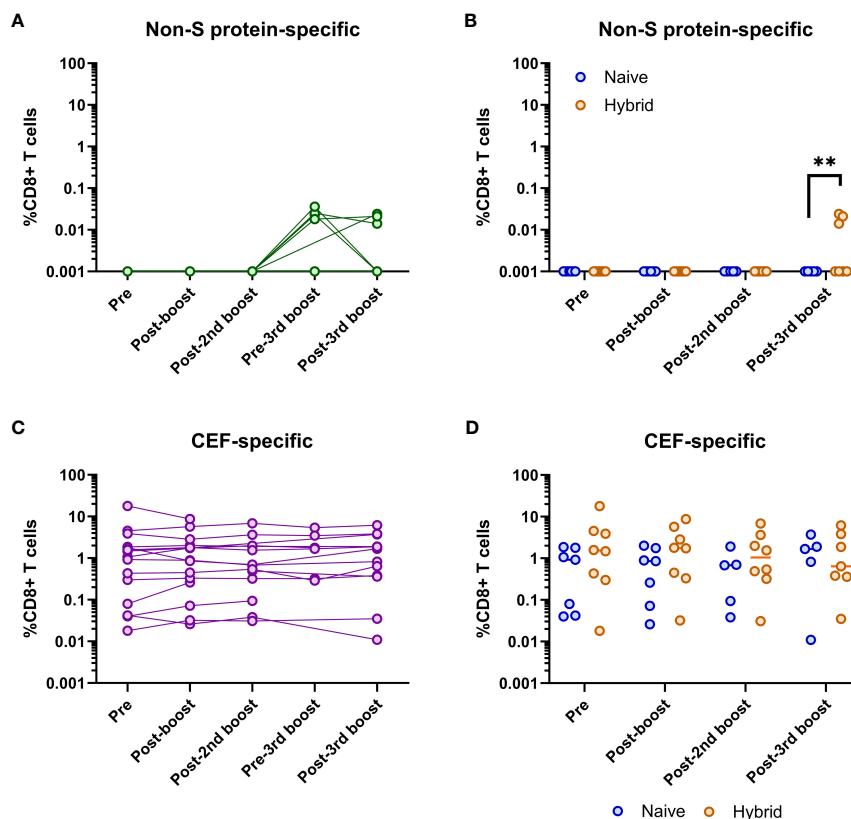 A
Non-S protein-specific
%CD8+ T cells
100
10
1
0.1
0.01
0.001
Pre
Post-boost
Post-2nd boost
Pre-3rd boost
Post-3rd boost
B
Non-S protein-specific
%CD8+ T cells
100
10
1
0.1
0.01
0.001
Naive
Hybrid
**
Pre
Post-boost
Post-2nd boost
Post-3rd boost
C
CEF-specific
%CD8+ T cells
100
10
1
0.1
0.01
0.001
Pre
Post-boost
Post-2nd boost
Pre-3rd boost
Post-3rd boost
D
CEF-specific
%CD8+ T cells
100
10
1
0.1
0.01
0.001
Pre
Post-boost
Post-2nd boost
Post-3rd boost
Naive
Hybrid